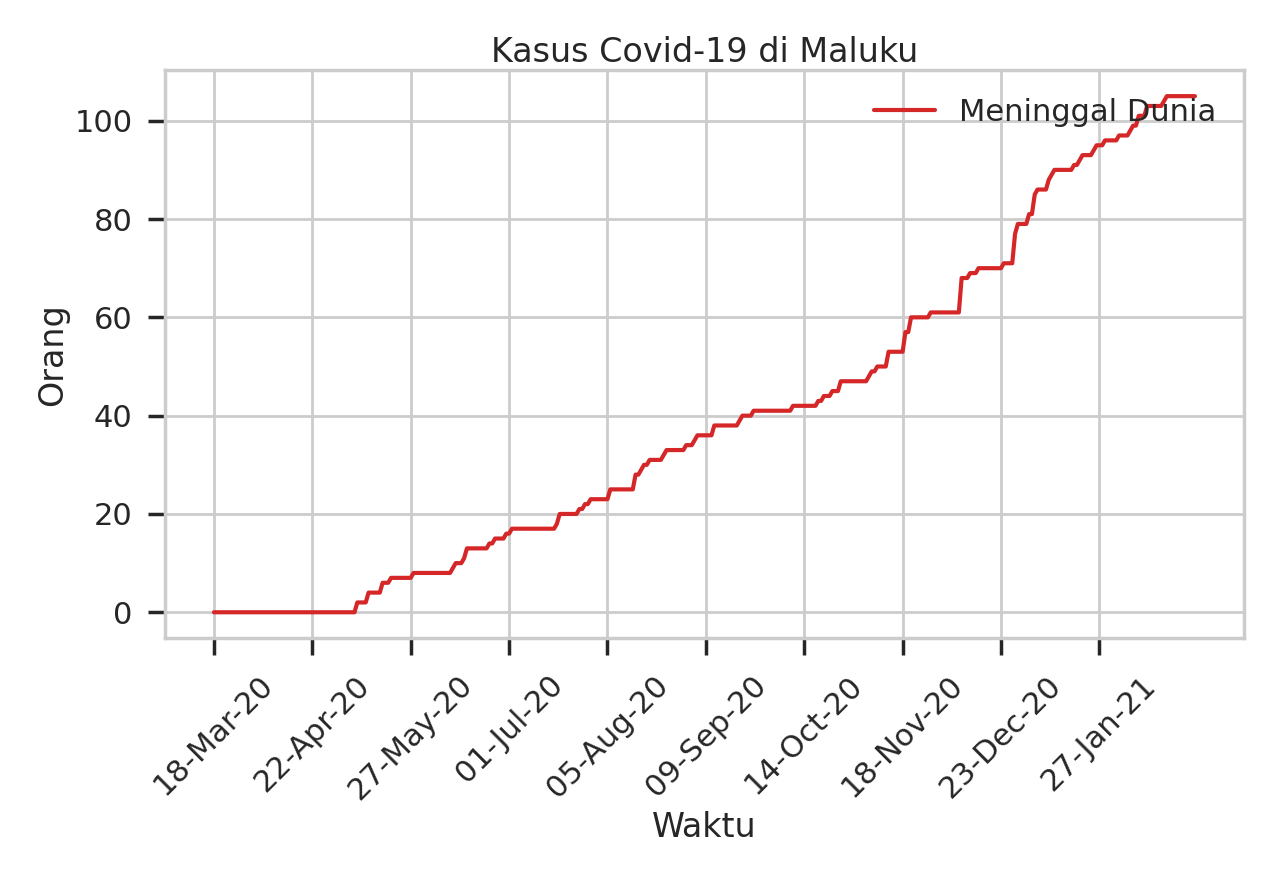 Kasus Covid-19 di Maluku
Meninggal Dunia
Orang
100
80
60
40
20
0
18-Mar-20
22-Apr-20
27-May-20
01-Jul-20
05-Aug-20
09-Sep-20
14-Oct-20
18-Nov-20
23-Dec-20
27-Jan-21
Waktu